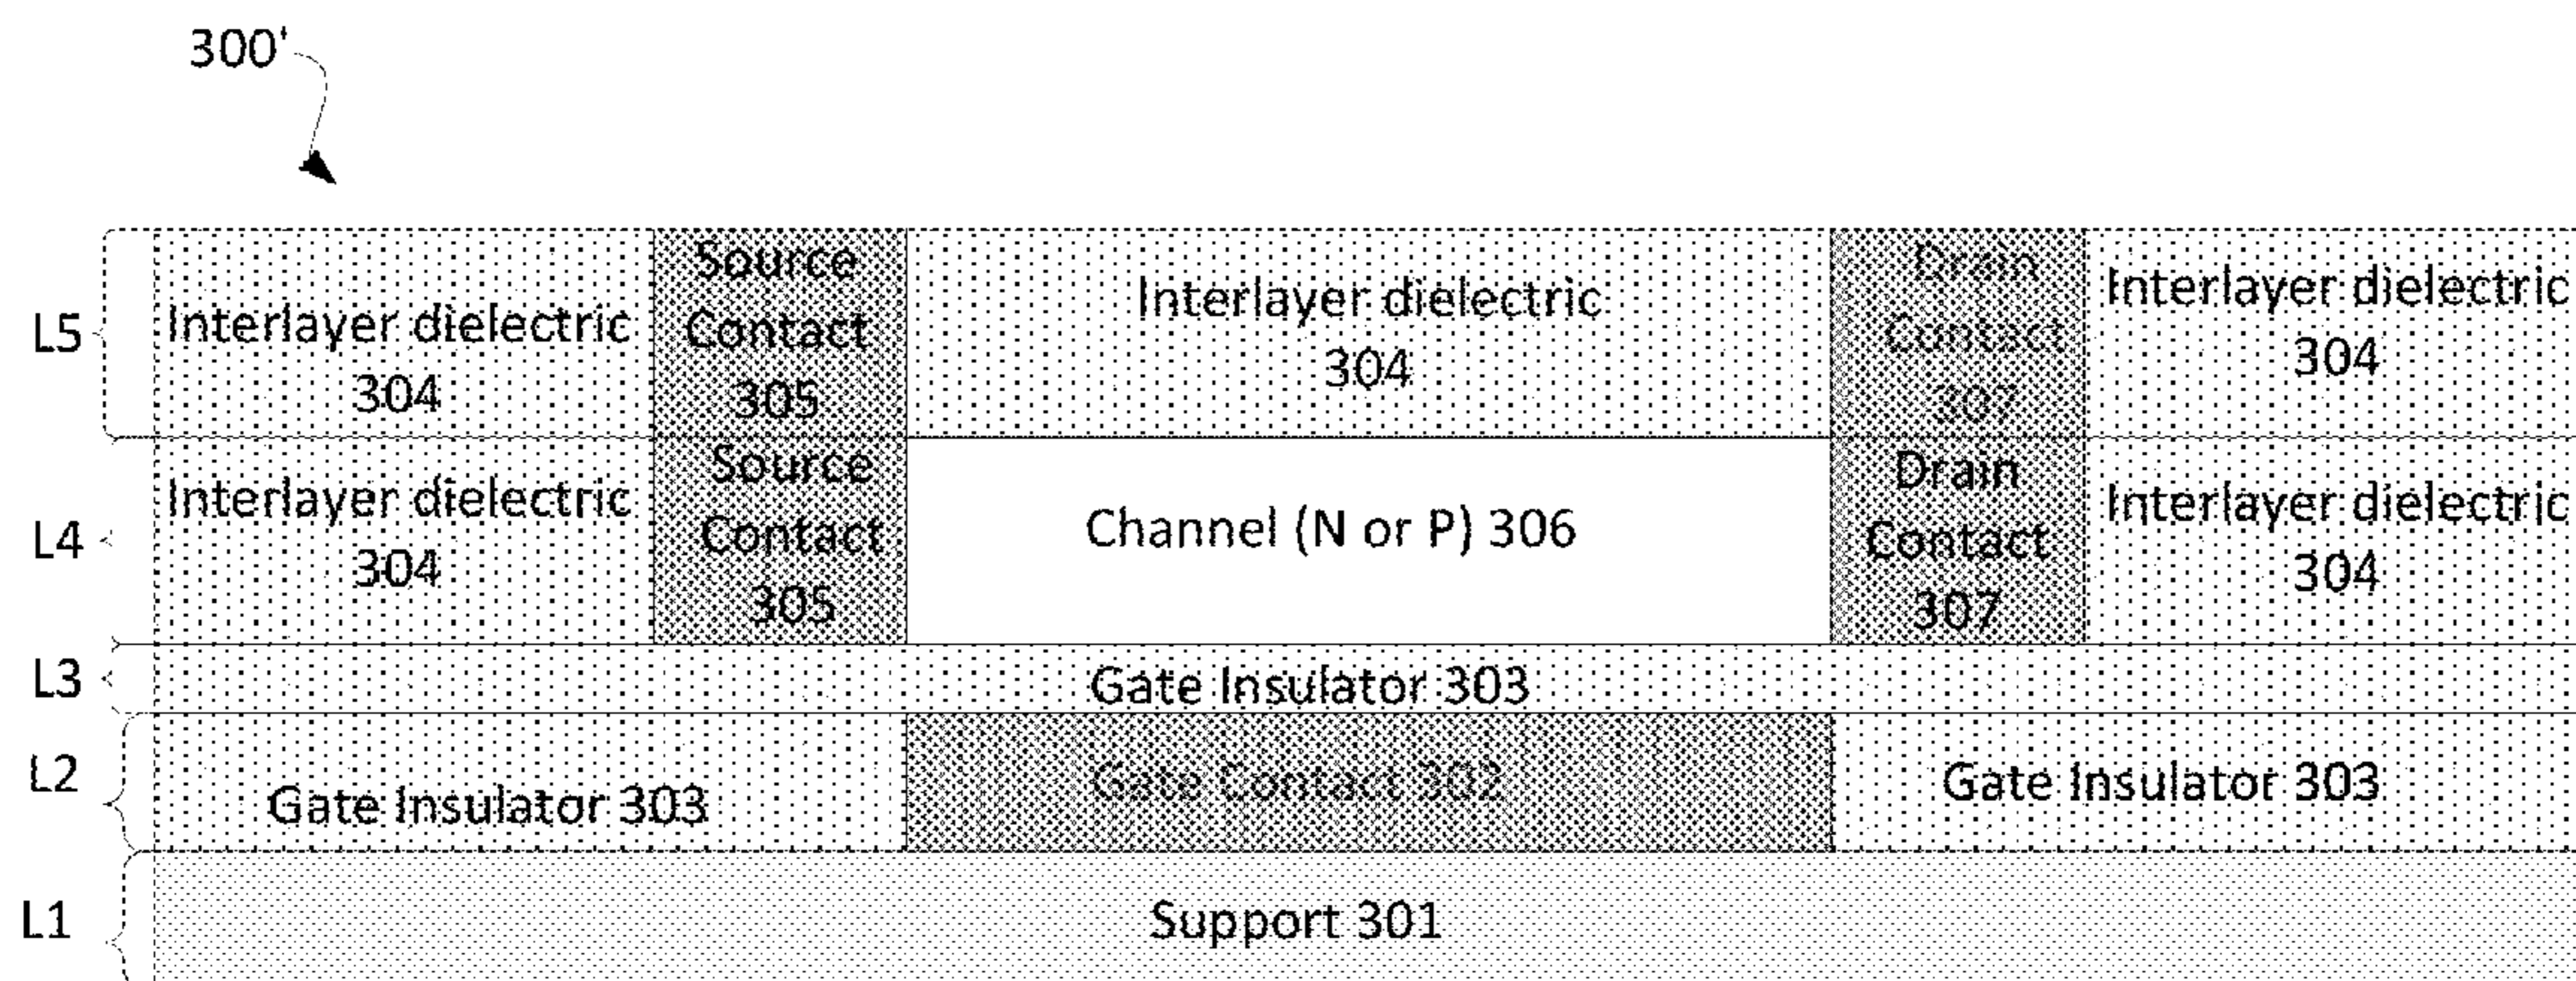 300'
L5
Interlayer dielectric
304
Source
Contact
305
Interlayer dielectric
304
Drain
Contact
307
Interlayer dielectric
304
L4
Interlayer dielectric
304
Source
Contact
305
Channel (N or P) 306
Drain
Contact
307
Interlayer dielectric
304
L3
Gate Insulator 303
L2
Gate Insulator 303
Gate Contact 302
Gate Insulator 303
L1
Support 301